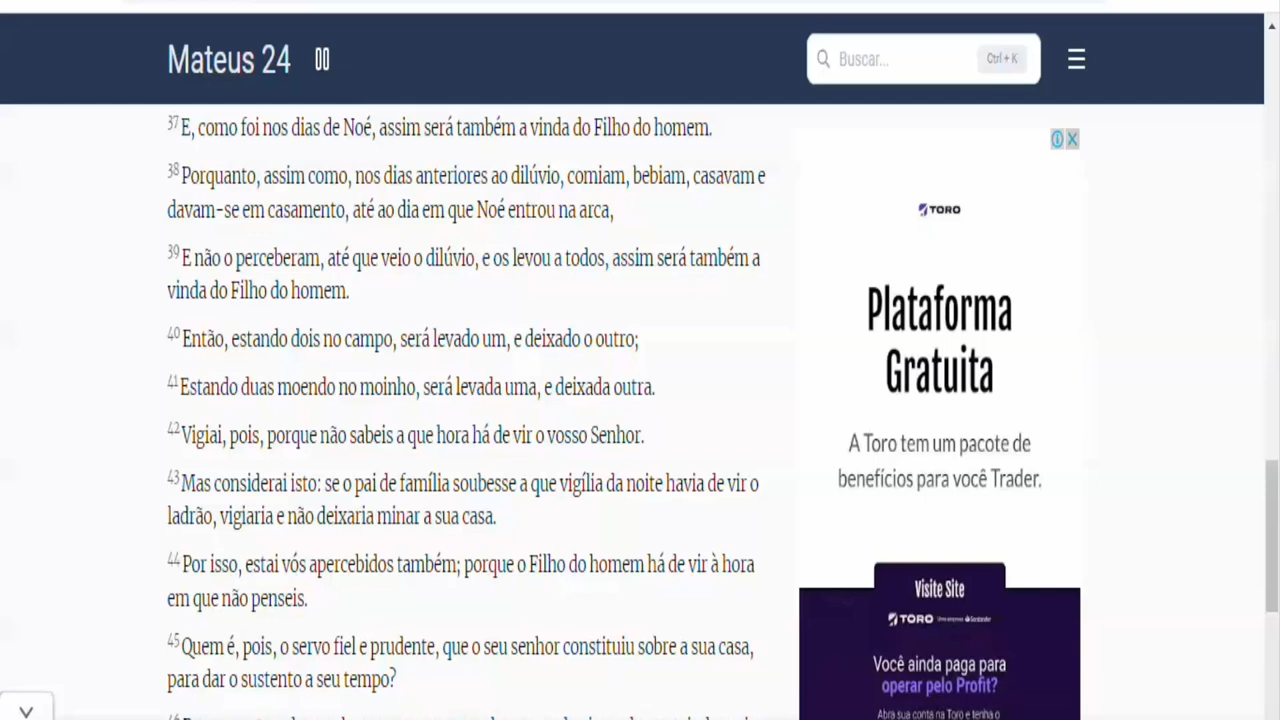 Mateus 24
Buscar...
Ctrl + K
37 E, como foi nos dias de Noé, assim será também a vinda do Filho do homem.
38 Porquanto, assim como, nos dias anteriores ao dilúvio, comiam, bebiam, casavam e
davam-se em casamento, até ao dia em que Noé entrou na arca,
39 E não o perceberam, até que veio o dilúvio, e os levou a todos, assim será também a
vinda do Filho do homem.
40 Então, estando dois no campo, será levado um, e deixado o outro;
41 Estando duas moendo no moinho, será levada uma, e deixada outra.
42 Vigiai, pois, porque não sabeis a que hora há de vir o vosso Senhor.
43 Mas considerai isto: se o pai de família soubesse a que vigília da noite havia de vir o
ladrão, vigiaria e não deixaria minar a sua casa.
44 Por isso, estai vós apercebidos também; porque o Filho do homem há de vir à hora
em que não penseis.
45 Quem é, pois, o servo fiel e prudente, que o seu senhor constituiu sobre a sua casa,
para dar o sustento a seu tempo?
TORO
Plataforma
Gratuita
A Toro tem um pacote de
benefícios para você Trader.
Visite Site
TORO Uma empresa Santander
Você ainda paga para
operar pelo Profit?
Abra sua conta na Toro e tenha o